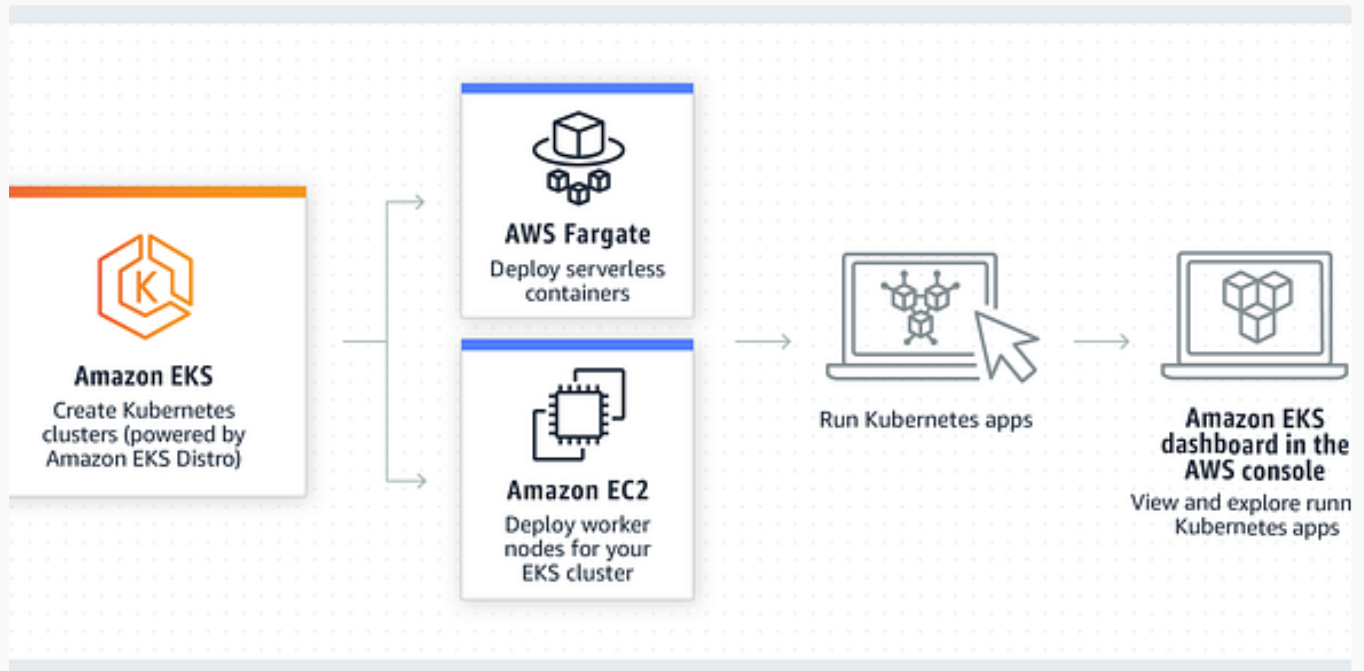 K
Amazon EKS
Create Kubernetes
clusters (powered by
Amazon EKS Distro)
AWS Fargate
Deploy serverless
containers
Amazon EC2
Deploy worker
nodes for your
EKS cluster
Run Kubernetes apps
Amazon EKS
dashboard in the
AWS console
View and explore
Kubernetes apps